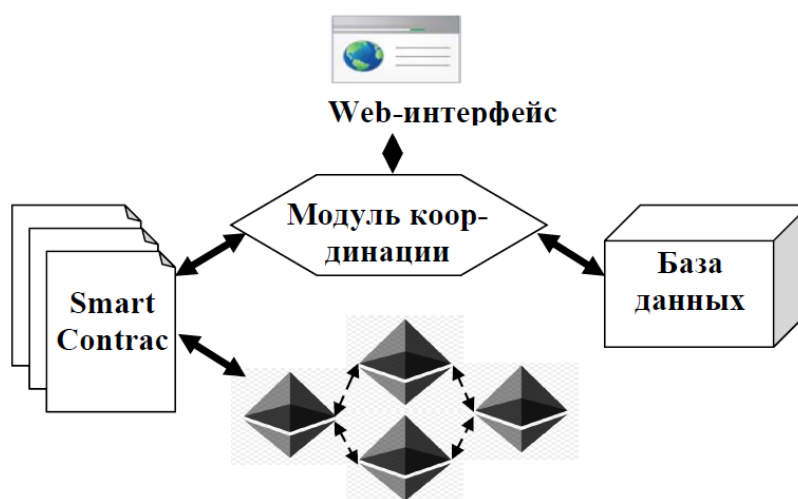 Web-интерфейс
Модуль коор-
динации
Smart
Contrac
База
данных